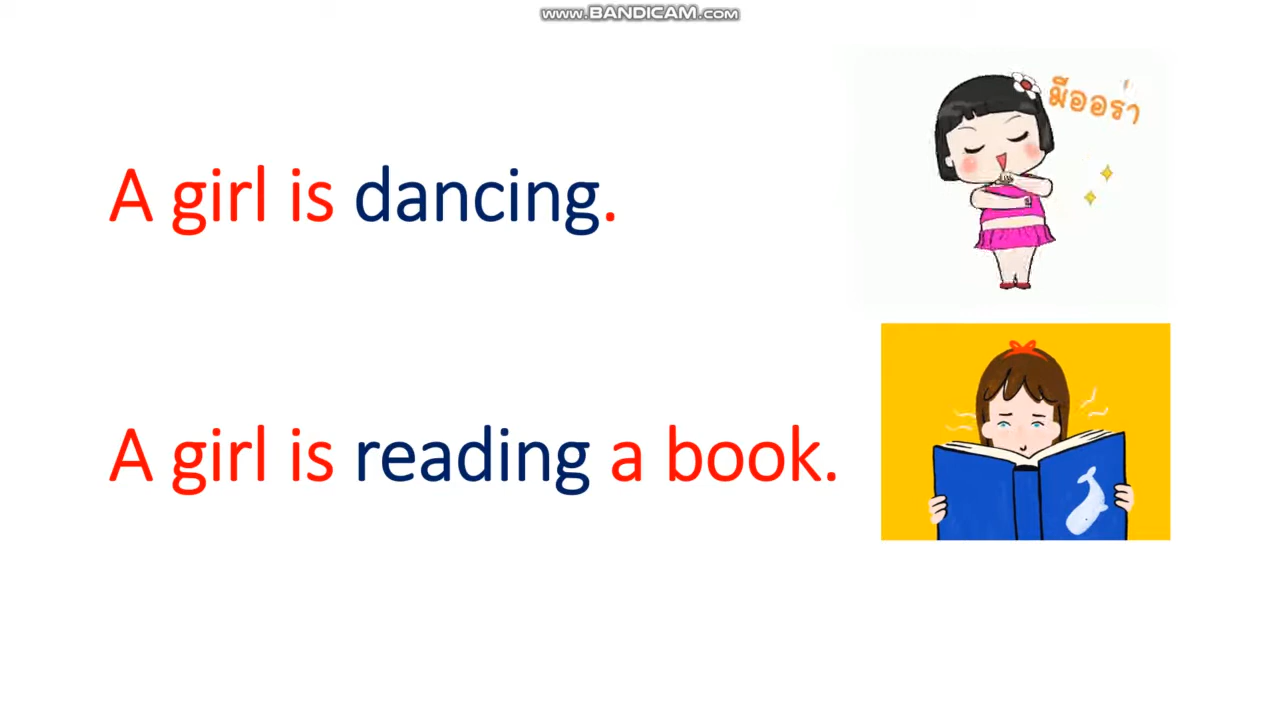 www.BANDICAM.com
มีออร่า
A girl is dancing.
A girl is reading a book.